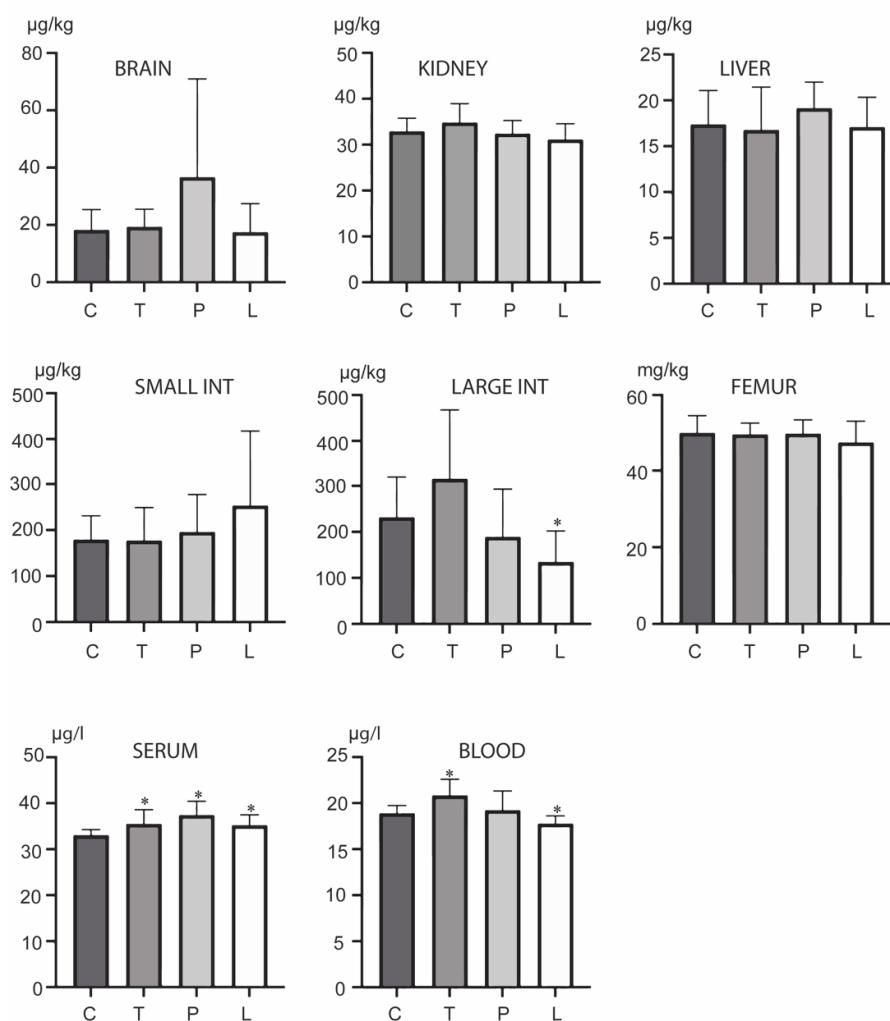 µg/kg
BRAIN
80
60
40
20
0
C T P L
µg/kg
KIDNEY
50
40
30
20
10
0
C T P L
µg/kg
LIVER
25
20
15
10
5
0
C T P L
µg/kg
SMALL INT
500
400
300
200
100
0
C T P L
µg/kg
LARGE INT
500
400
300
200
100
0
*
C T P L
mg/kg
FEMUR
60
40
20
0
C T P L
µg/l
SERUM
50
40
30
20
10
0
* * *
C T P L
µg/l
BLOOD
25
20
15
10
5
0
* *
C T P L